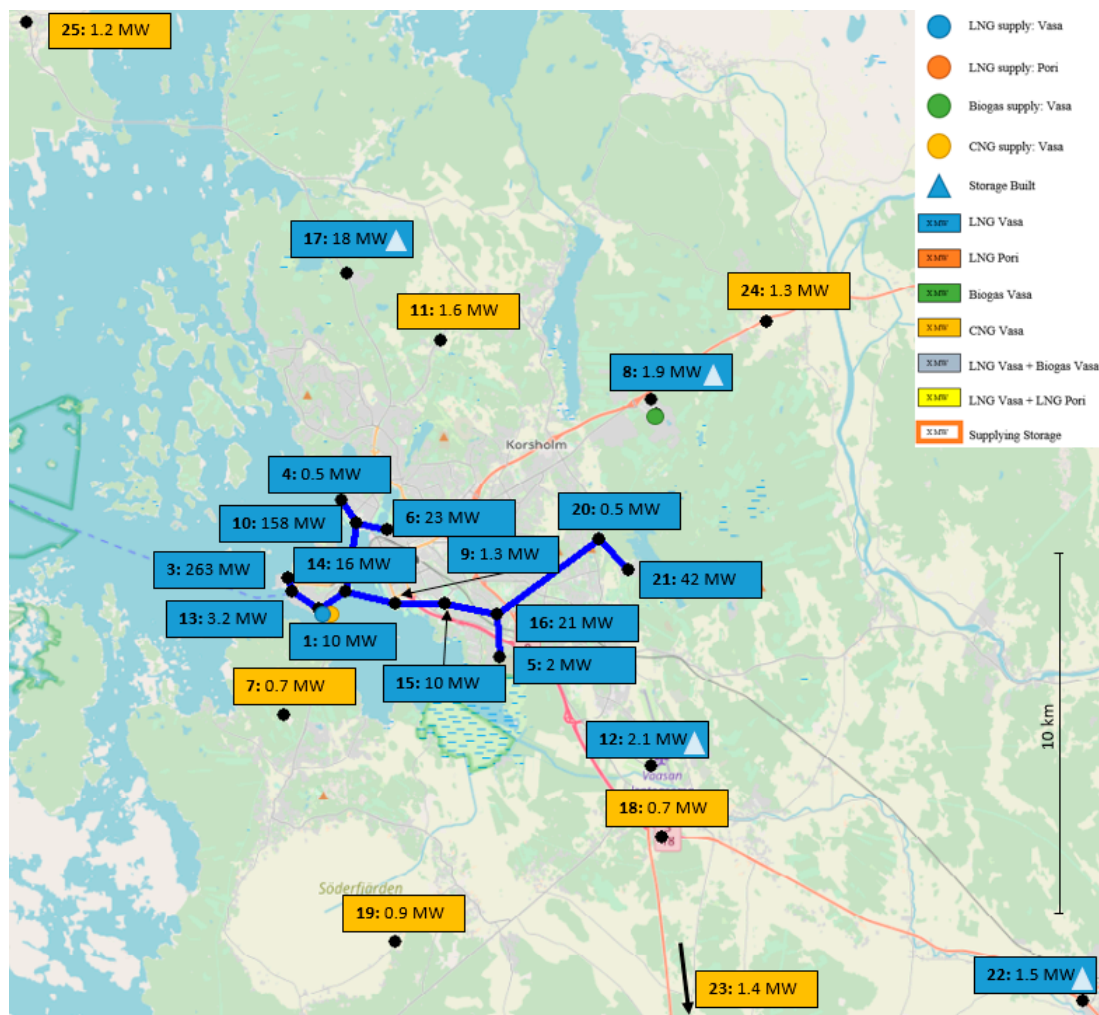 25: 1.2 MW
LNG supply: Vasa
LNG supply: Pori
Biogas supply: Vasa
CNG supply: Vasa
Storage Built
X MW LNG Vasa
X MW LNG Pori
X MW Biogas Vasa
X MW CNG Vasa
X MW LNG Vasa + Biogas Vasa
X MW LNG Vasa + LNG Pori
X MW Supplying Storage
17: 18 MW
24: 1.3 MW
11: 1.6 MW
8: 1.9 MW
Korsholm
4: 0.5 MW
10: 158 MW
6: 23 MW
20: 0.5 MW
9: 1.3 MW
14: 16 MW
3: 263 MW
21: 42 MW
13: 3.2 MW
16: 21 MW
1: 10 MW
5: 2 MW
15: 10 MW
7: 0.7 MW
10 km
12: 2.1 MW
Vaasan
18: 0.7 MW
Söderfjärden
19: 0.9 MW
22: 1.5 MW
23: 1.4 MW